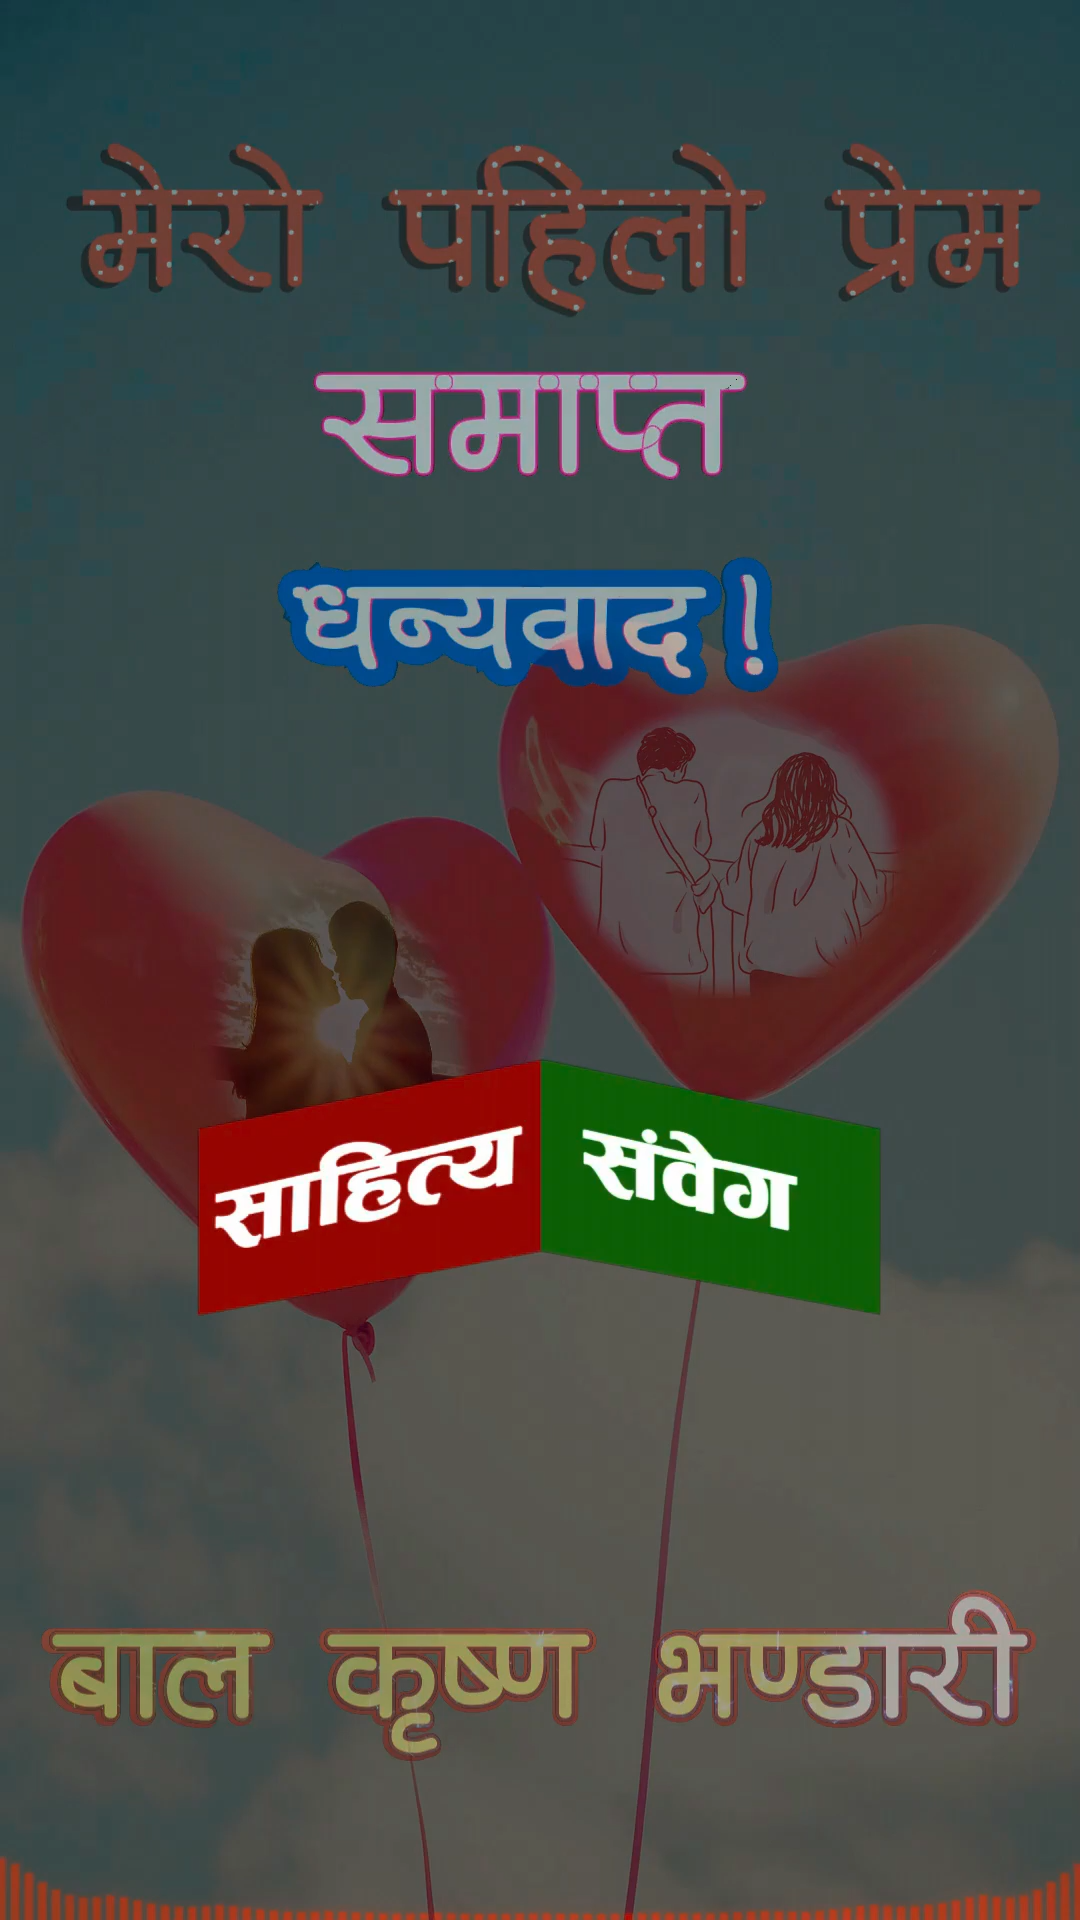 मेरो पहिलो प्रेम
समाप्त
धन्यवाद!
साहित्य संवेग
बाल कृष्ण भण्डारी